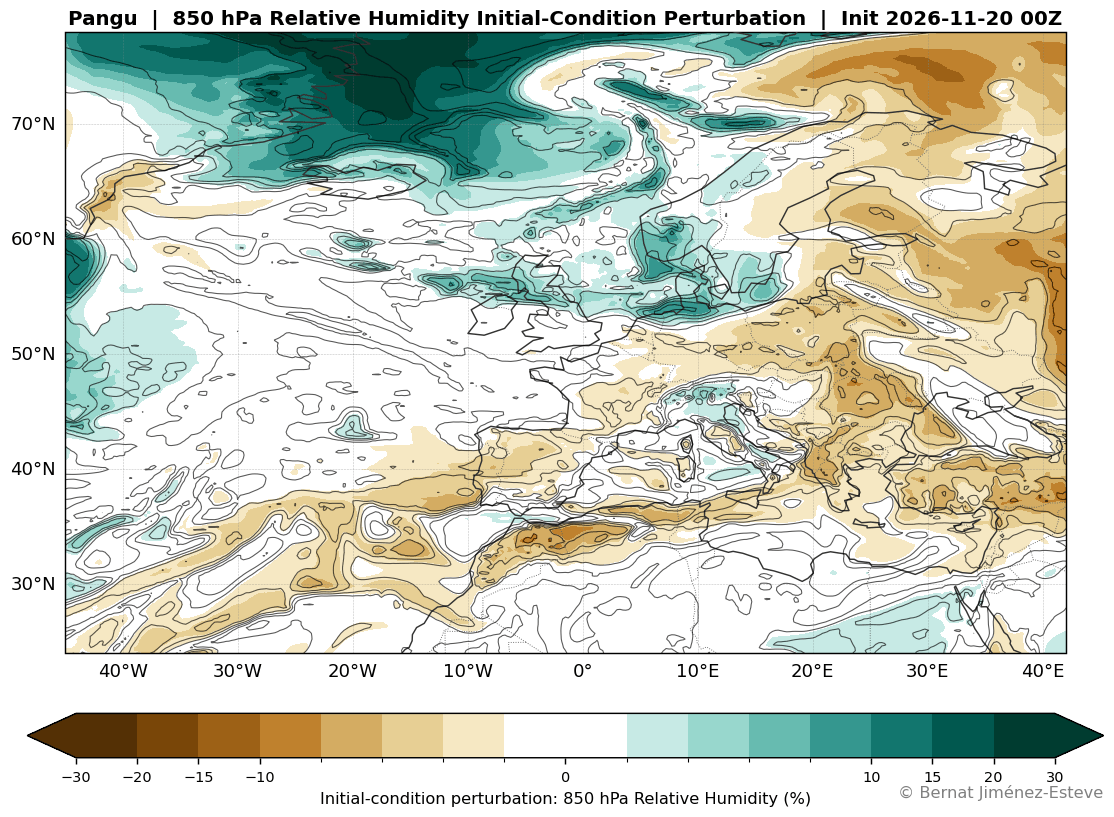 Pangu | 850 hPa Relative Humidity Initial-Condition Perturbation | Init 2026-11-20 00Z
70°N
60°N
50°N
40°N
30°N
40°W 30°W 20°W 10°W 0° 10°E 20°E 30°E 40°E
−30 −20 −15 −10 0 10 15 20 30
Initial-condition perturbation: 850 hPa Relative Humidity (%)
© Bernat Jiménez-Esteve